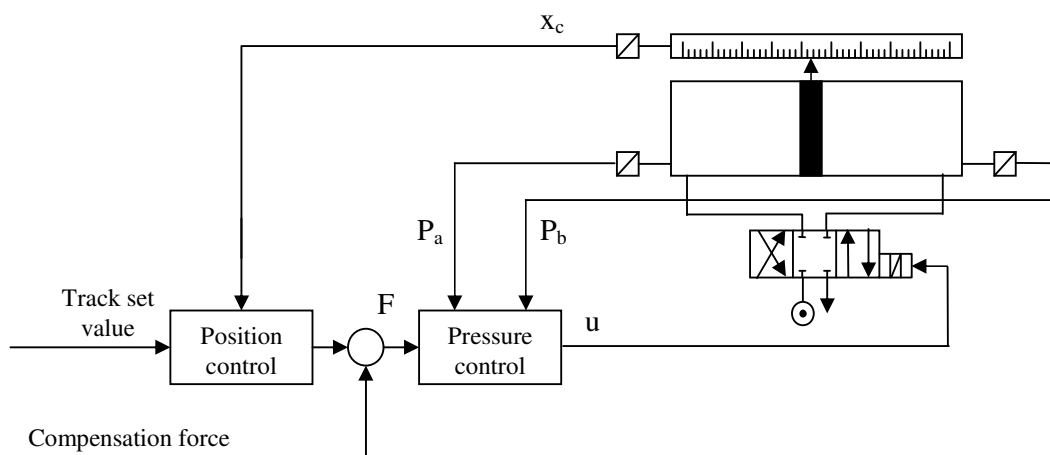 x_c
P_a
P_b
Track set
value
F
u
Position
control
Pressure
control
Compensation force